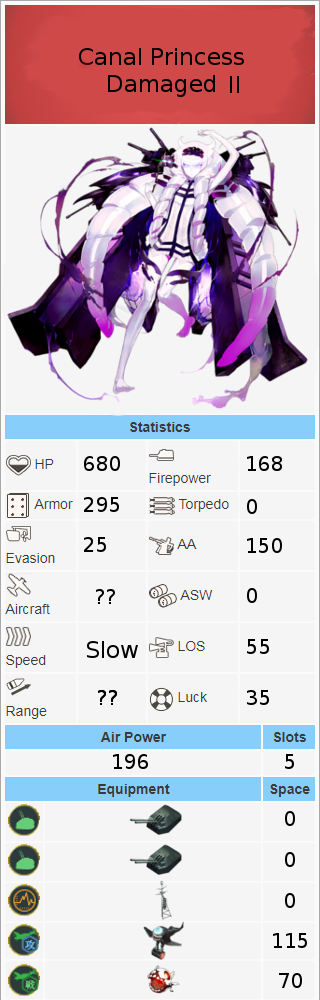 Canal Princess
Damaged II
Statistics
HP 680 Firepower 168
Armor 295 Torpedo 0
Evasion 25 AA 150
Aircraft ?? ASW 0
Speed Slow LOS 55
Range ?? Luck 35
Air Power Slots
196 5
Equipment Space
0
0
0
攻 115
戦 70